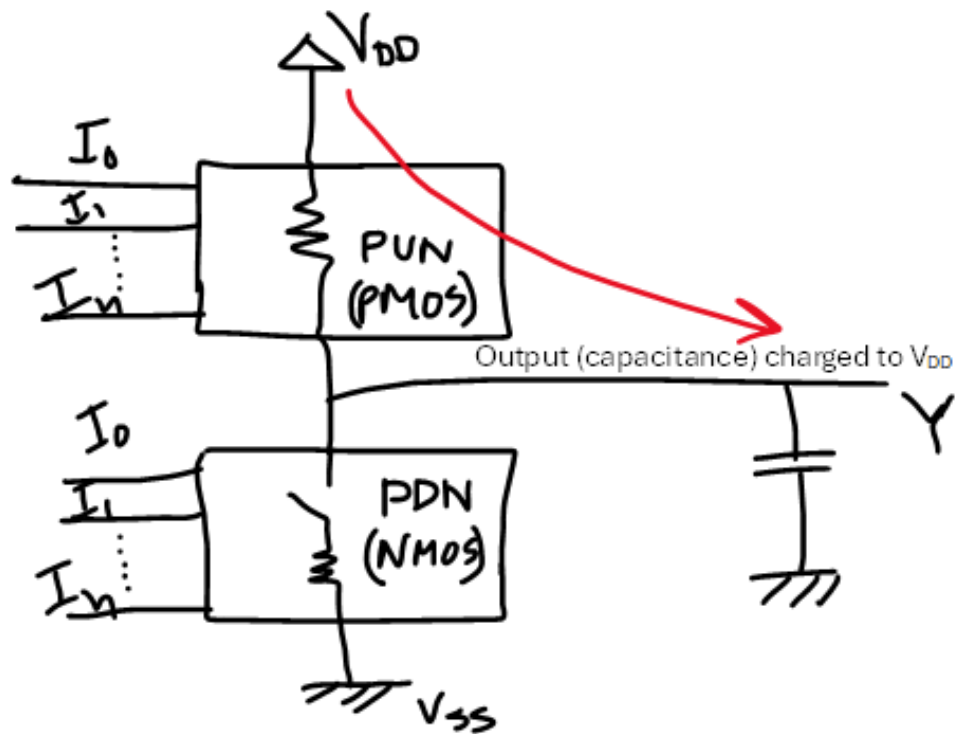 VDD
I0
I1
In
PUN
(PMOS)
Output (capacitance) charged to VDD
Y
I0
I1
In
PDN
(NMOS)
VSS